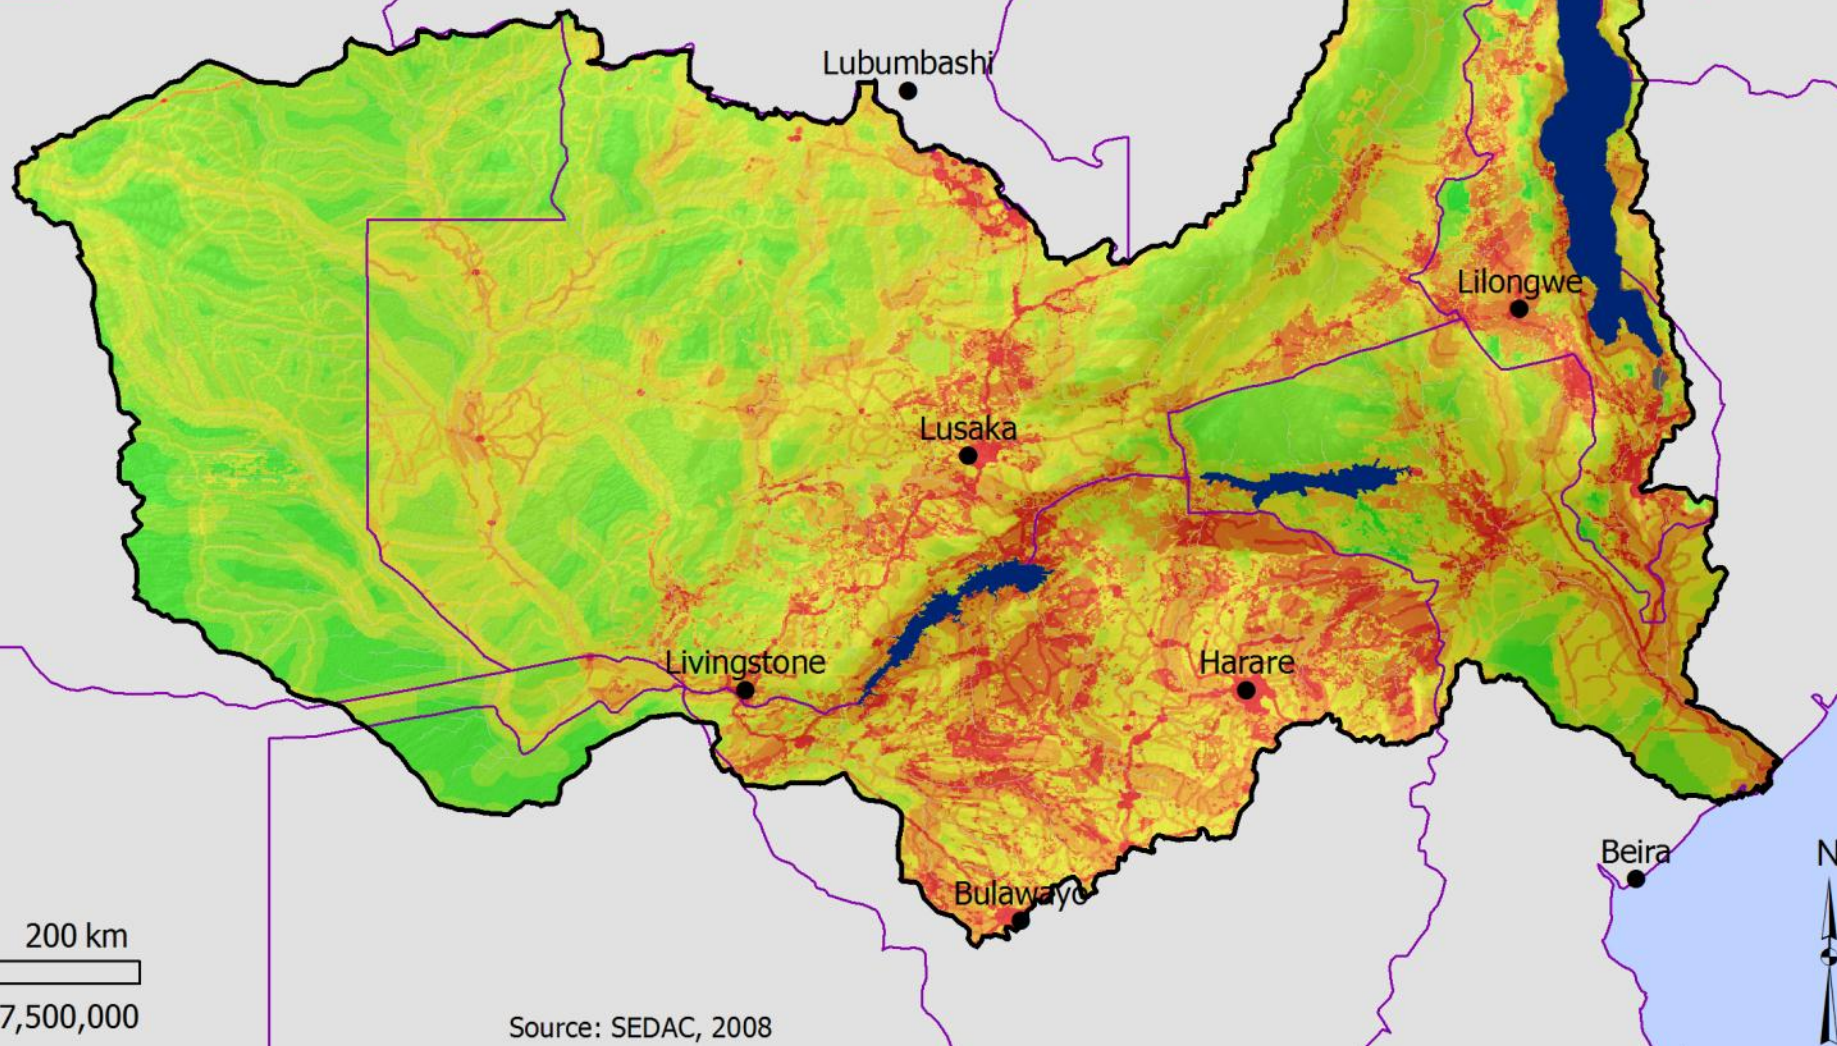 Lubumbashi
Lilongwe
Lusaka
Livingstone
Harare
Beira
N
Bulawayo
200 km
7,500,000
Source: SEDAC, 2008